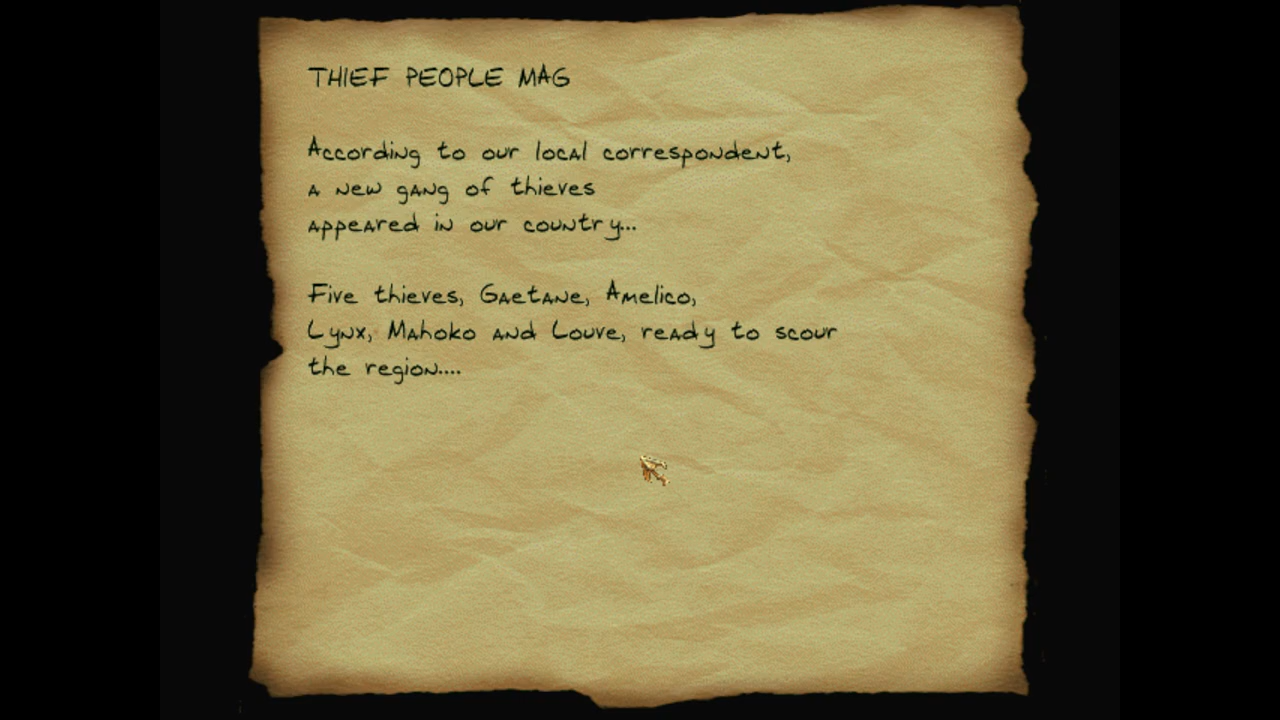 THIEF PEOPLE MAG
According to our local correspondent,
a new gang of thieves
appeared in our country...
Five thieves, Gaetane, Amelico,
Lynx, Mahoko and Louve, ready to scour
the region....